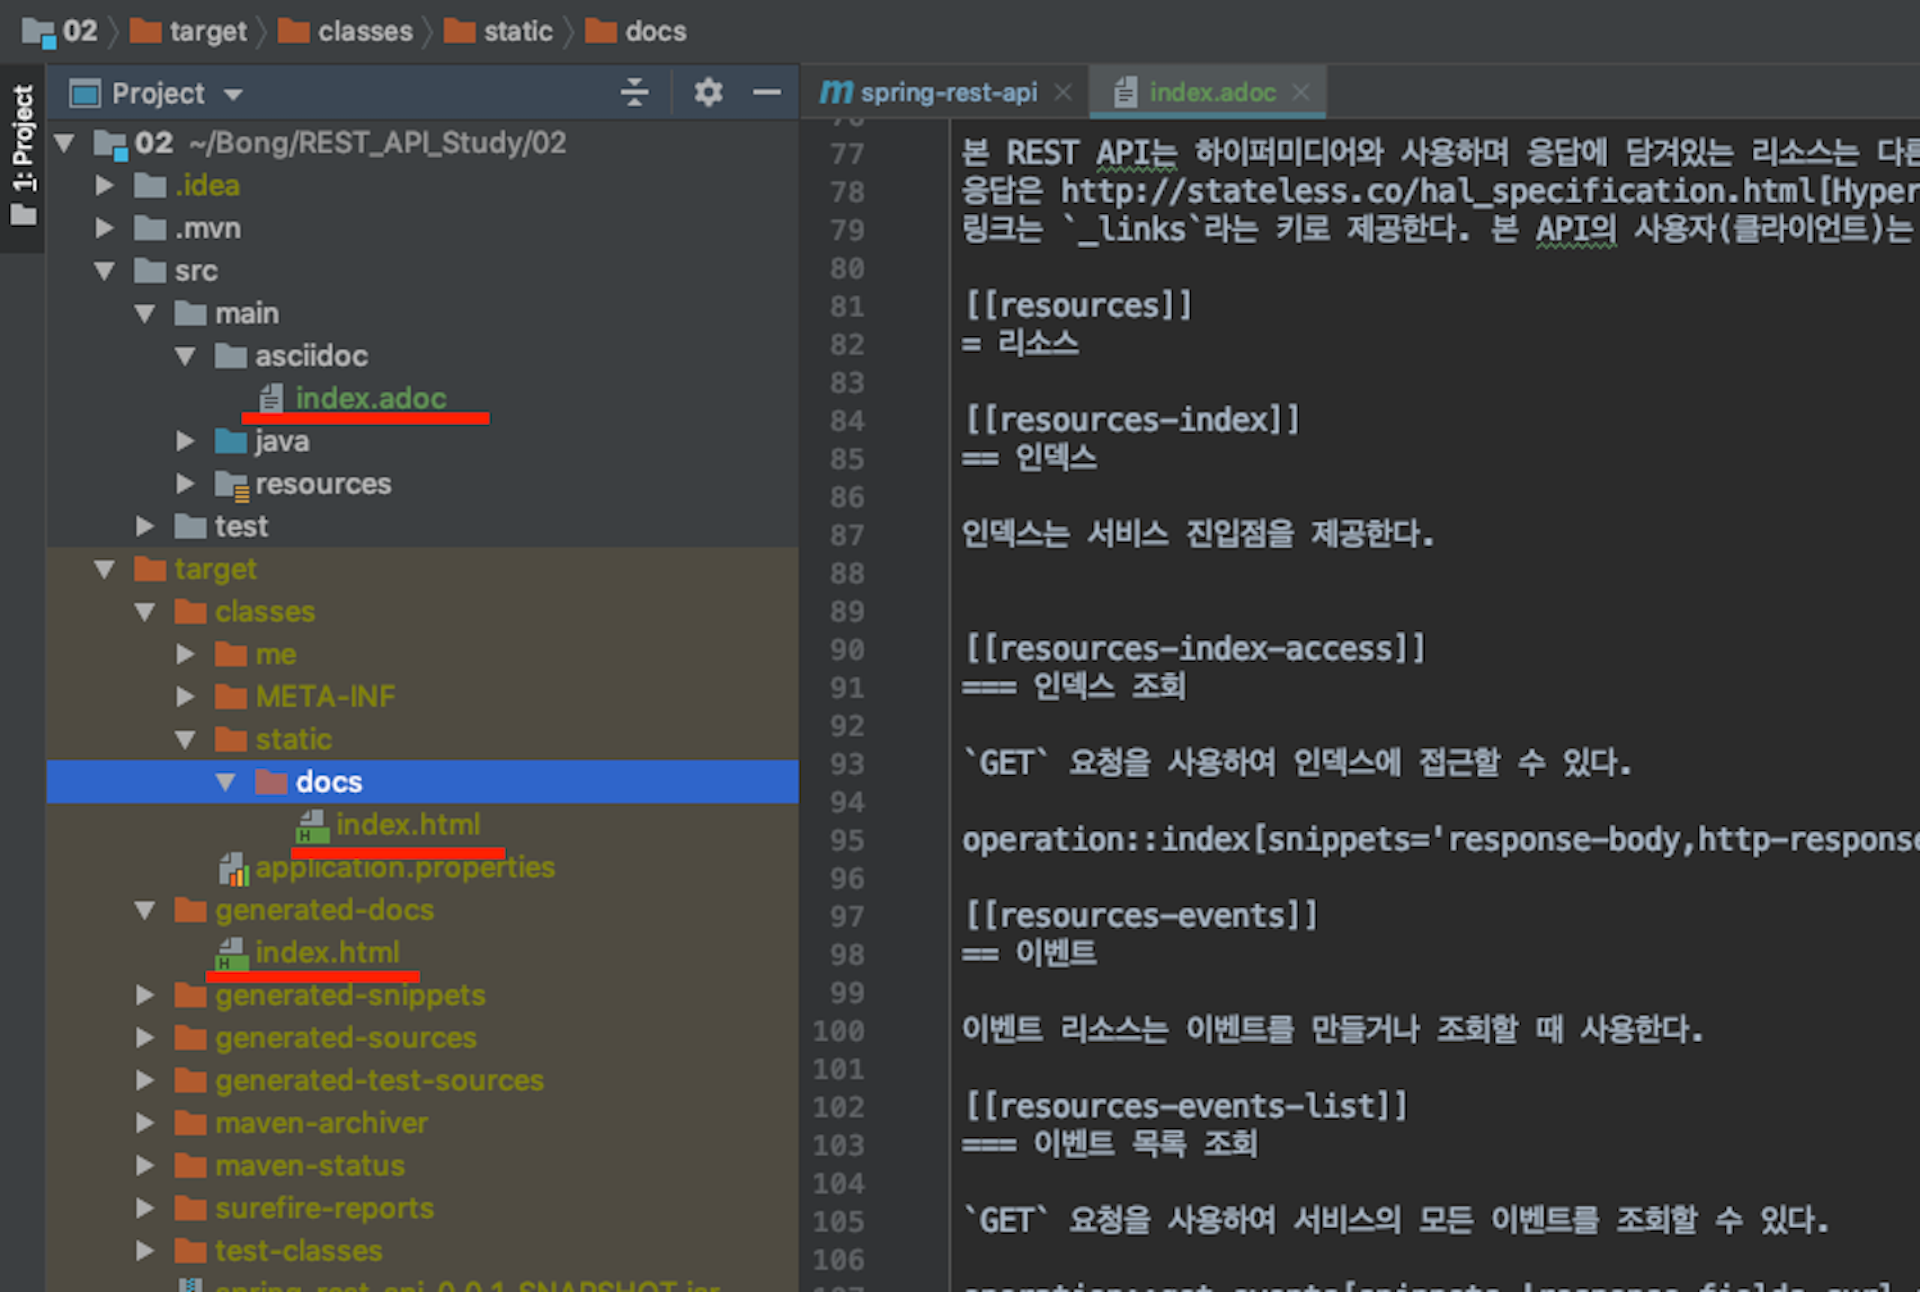 02 target classes static docs
1: Project
Project
02 ~/Bong/REST_API_Study/02
.idea
.mvn
src
main
asciidoc
index.adoc
java
resources
test
target
classes
me
META-INF
static
docs
index.html
application.properties
generated-docs
index.html
generated-snippets
generated-sources
generated-test-sources
maven-archiver
maven-status
surefire-reports
test-classes
spring-rest-api index.adoc
77 본 REST API는 하이퍼미디어와 사용하며 응답에 담겨있는 리소스는 다른
78 응답은 http://stateless.co/hal_specification.html[Hyper
79 링크는 `_links`라는 키로 제공한다. 본 API의 사용자(클라이언트)는
80
81 [[resources]]
82 = 리소스
83
84 [[resources-index]]
85 == 인덱스
86
87 인덱스는 서비스 진입점을 제공한다.
88
89
90 [[resources-index-access]]
91 === 인덱스 조회
92
93 `GET` 요청을 사용하여 인덱스에 접근할 수 있다.
94
95 operation::index[snippets='response-body,http-response
96
97 [[resources-events]]
98 == 이벤트
99
100 이벤트 리소스는 이벤트를 만들거나 조회할 때 사용한다.
101
102 [[resources-events-list]]
103 === 이벤트 목록 조회
104
105 `GET` 요청을 사용하여 서비스의 모든 이벤트를 조회할 수 있다.
106